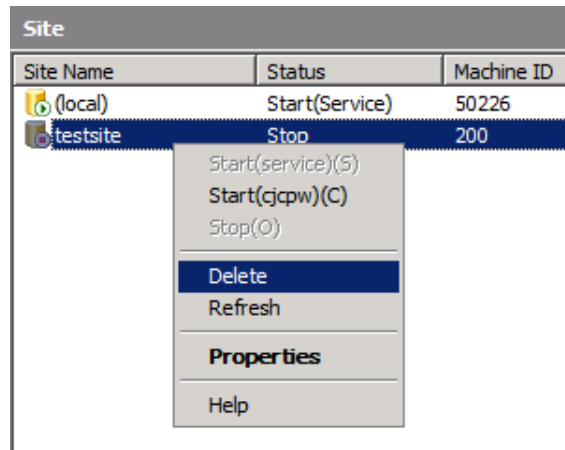 Site
Site Name Status Machine ID
(local) Start(Service) 50226
testsite Stop 200
Start(service)(S)
Start(cjcpw)(C)
Stop(O)
Delete
Refresh
Properties
Help